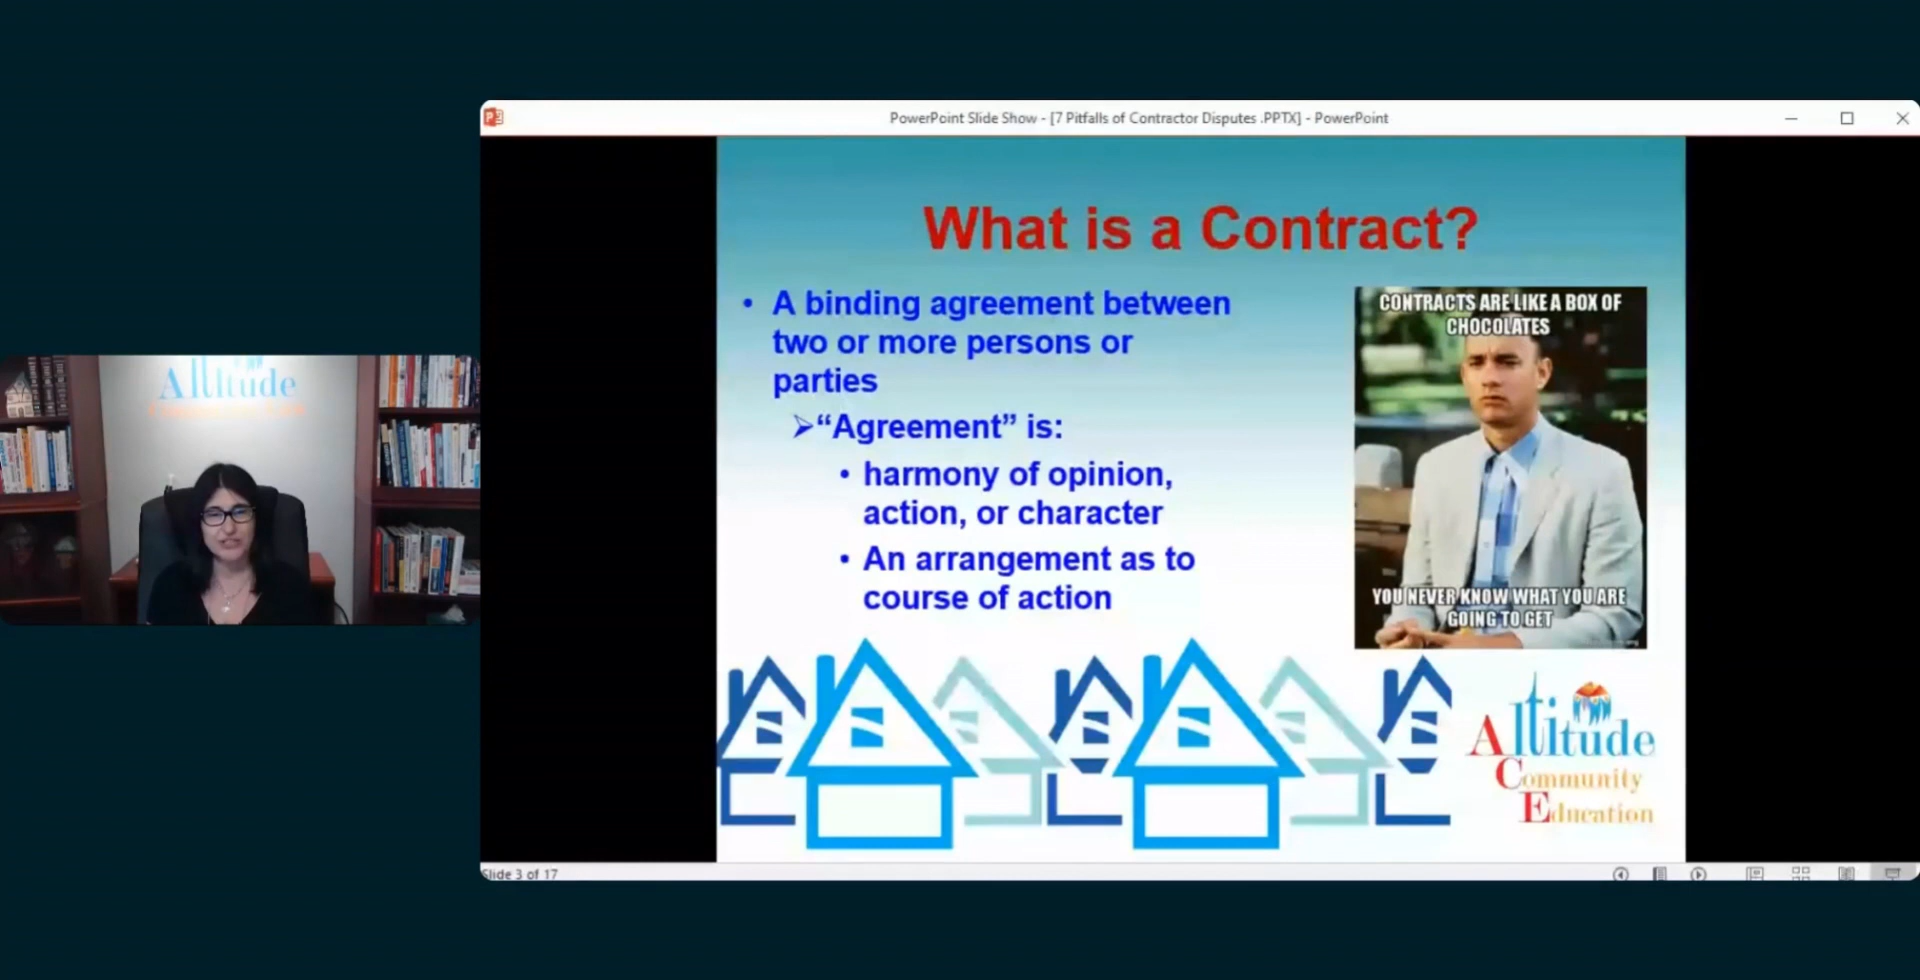 PowerPoint Slide Show - [7 Pitfalls of Contractor Disputes .PPTX] - PowerPoint
What is a Contract?
• A binding agreement between
two or more persons or
parties
➢“Agreement” is:
• harmony of opinion,
action, or character
• An arrangement as to
course of action
CONTRACTS ARE LIKE A BOX OF
CHOCOLATES
YOU NEVER KNOW WHAT YOU ARE
GOING TO GET
Altitude
Community
Education
Altitude
Slide 3 of 17